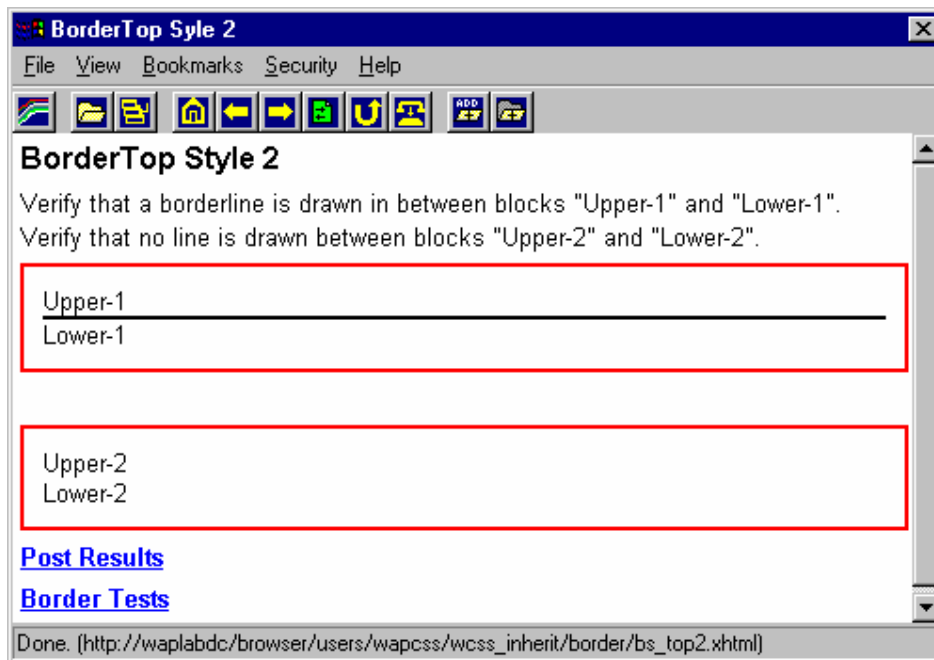 BorderTop Syle 2
File View Bookmarks Security Help
ADD
BorderTop Style 2
Verify that a borderline is drawn in between blocks "Upper-1" and "Lower-1".
Verify that no line is drawn between blocks "Upper-2" and "Lower-2".
Upper-1
Lower-1
Upper-2
Lower-2
Post Results
Border Tests
Done. (http://waplabdc/browser/users/wapcss/wcss_inherit/border/bs_top2.xhtml)